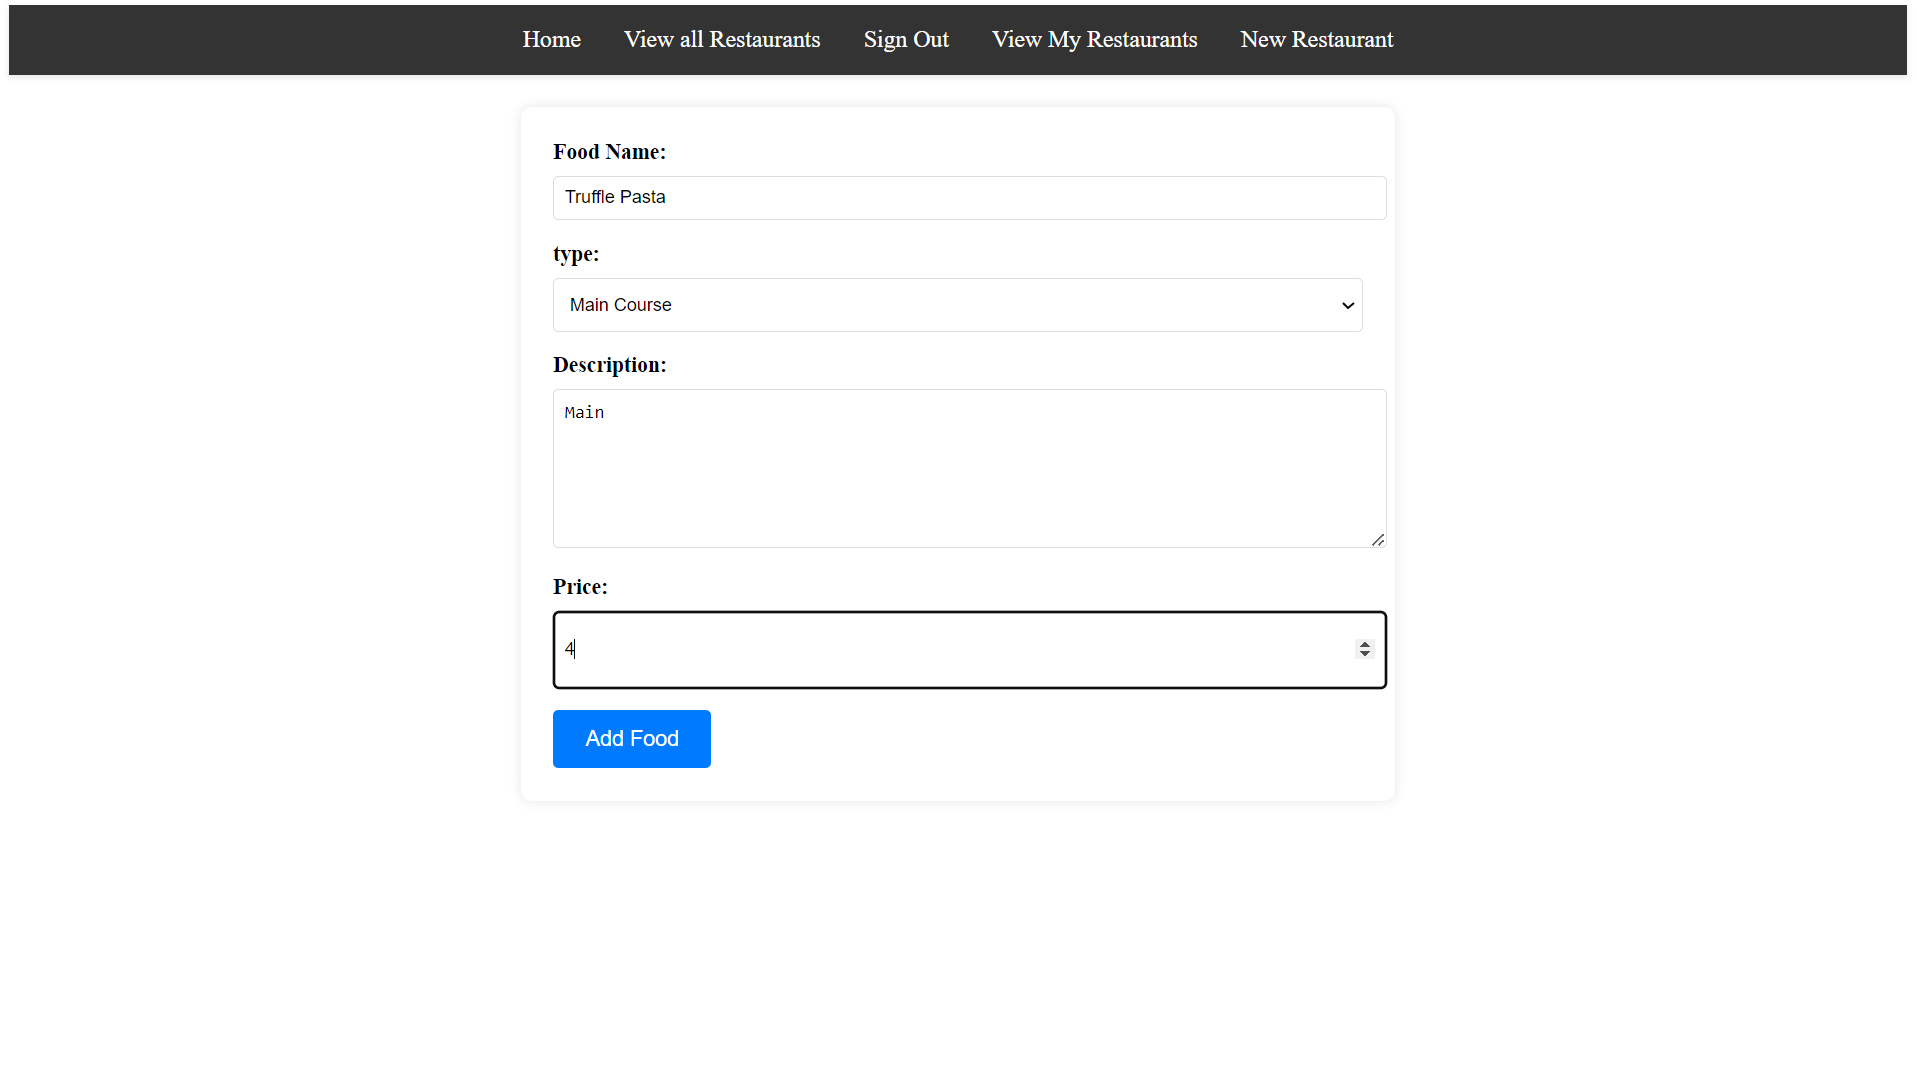 Home View all Restaurants Sign Out View My Restaurants New Restaurant
Food Name:
Truffle Pasta
type:
Main Course
Description:
Main
Price:
4
Add Food